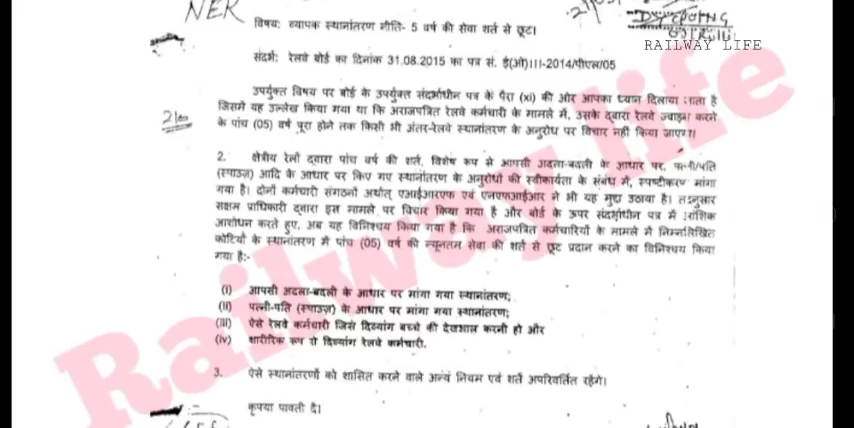 NER
विषय: व्यापक स्थानांतरण नीति- 5 वर्ष की सेवा शर्त से छूट।
RAILWAY LIFE
संदर्भ: रेलवे बोर्ड का दिनांक 31.08.2015 का पत्र सं. ई(ओ)III-2014/पीएल/05
उपर्युक्त विषय पर बोर्ड के उपर्युक्त संदर्भाधीन पत्र के पैरा (xi) की ओर आपका ध्यान दिलाया जाता है
जिसमें यह उल्लेख किया गया था कि अराजपत्रित रेलवे कर्मचारी के मामले में, उसके द्वारा रेलवे ज्वाइन करने
के पांच (05) वर्ष पूरा होने तक किसी भी अंतर-रेलवे स्थानांतरण के अनुरोध पर विचार नहीं किया जाएगा।
2. क्षेत्रीय रेलों द्वारा पांच वर्ष की शर्त, विशेष रूप से आपसी अदला-बदली के आधार पर, पत्नी/पति
(स्पाउज़) आदि के आधार पर किए गए स्थानांतरण के अनुरोधों की स्वीकार्यता के संबंध में, स्पष्टीकरण मांगा
गया है। दोनों कर्मचारी संगठनों अर्थात् एआईआरएफ एवं एनएफआईआर ने भी यह मुद्दा उठाया है। तदनुसार
सक्षम प्राधिकारी द्वारा इस मामले पर विचार किया गया है और बोर्ड के ऊपर संदर्भाधीन पत्र में आंशिक
आशोधन करते हुए, अब यह विनिश्चय किया गया है कि अराजपत्रित कर्मचारियों के मामले में निम्नलिखित
कोटियों के स्थानांतरण में पांच (05) वर्ष की न्यूनतम सेवा की शर्त से छूट प्रदान करने का विनिश्चय किया
गया है:-
(i) आपसी अदला-बदली के आधार पर मांगा गया स्थानांतरण;
(ii) पत्नी-पति (स्पाउज़) के आधार पर मांगा गया स्थानांतरण;
(iii) ऐसे रेलवे कर्मचारी जिसे दिव्यांग बच्चे की देखभाल करनी हो और
(iv) शारीरिक रूप से दिव्यांग रेलवे कर्मचारी.
3. ऐसे स्थानांतरणों को शासित करने वाले अन्य नियम एवं शर्तें अपरिवर्तित रहेंगे।
कृपया पावती दें।
Railway life